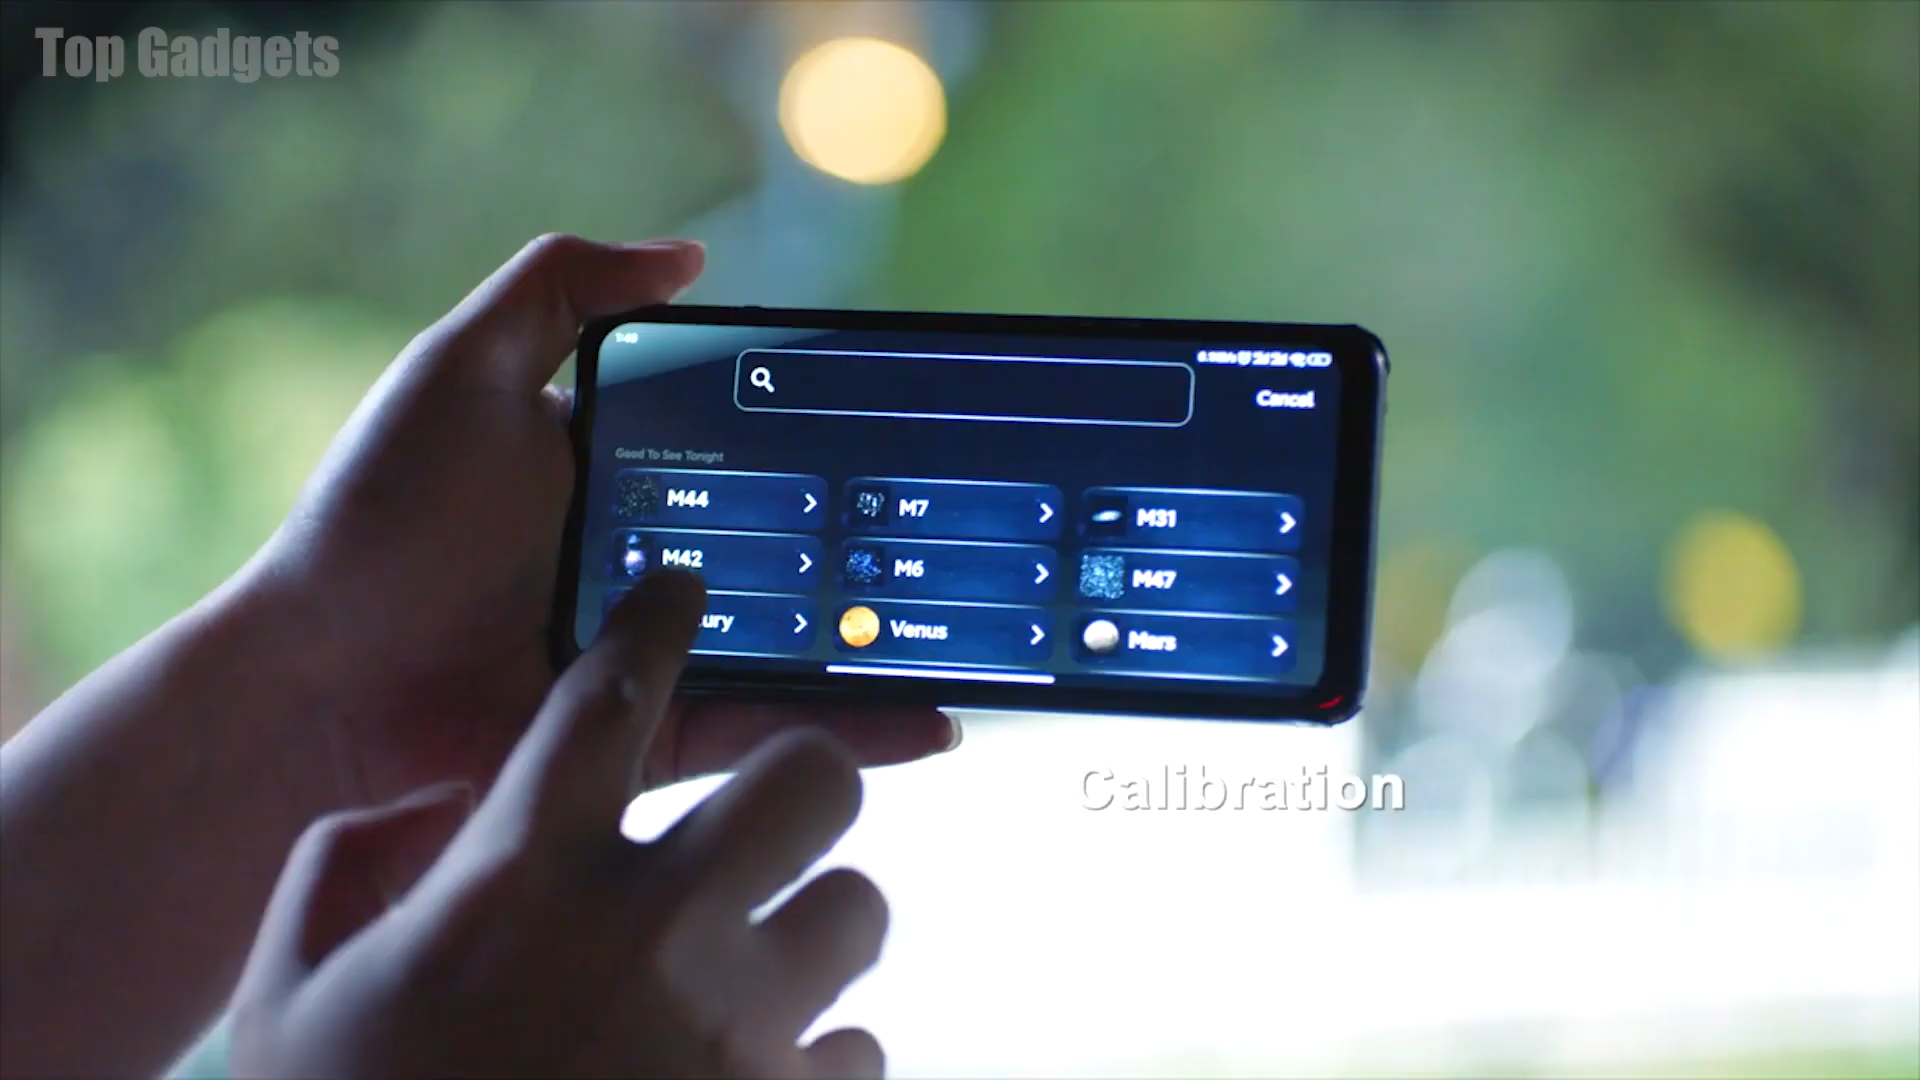 Top Gadgets
Cancel
Good To See Tonight
M44
M7
M31
M42
M6
M47
Venus
Mars
Calibration